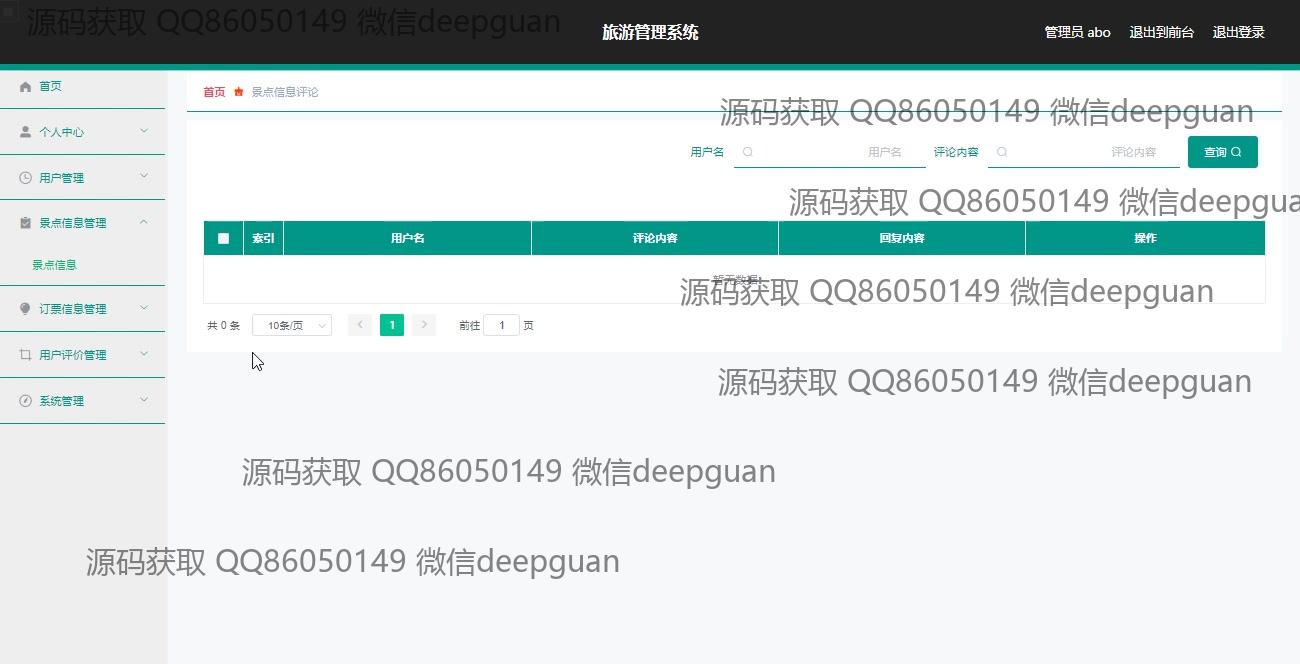 源码获取 QQ86050149 微信deepguan
旅游管理系统
管理员 abo 退出到前台 退出登录
首页
个人中心
用户管理
景点信息管理
景点信息
订票信息管理
用户评价管理
系统管理
首页 景点信息评论
源码获取 QQ86050149 微信deepguan
用户名 用户名 评论内容 评论内容 查询
源码获取 QQ86050149 微信deepgua
索引 用户名 评论内容 回复内容 操作
暂无数据
源码获取 QQ86050149 微信deepguan
共 0 条 10条/页 1 前往 1 页
源码获取 QQ86050149 微信deepguan
源码获取 QQ86050149 微信deepguan
源码获取 QQ86050149 微信deepguan